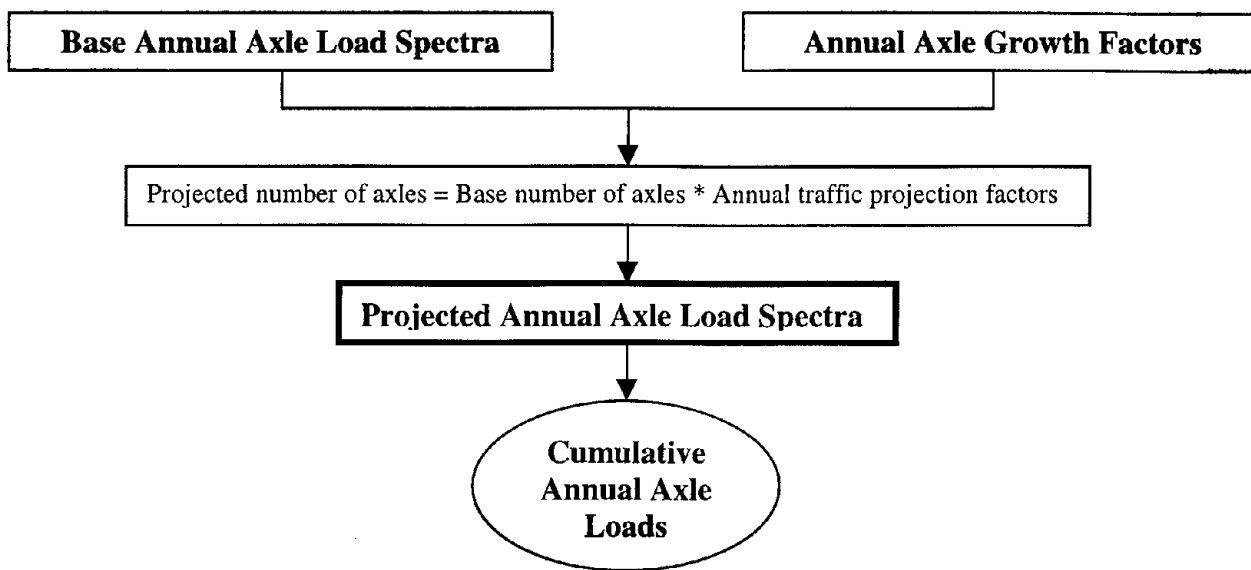 Base Annual Axle Load Spectra
Annual Axle Growth Factors
Projected number of axles = Base number of axles * Annual traffic projection factors
Projected Annual Axle Load Spectra
Cumulative
Annual Axle
Loads